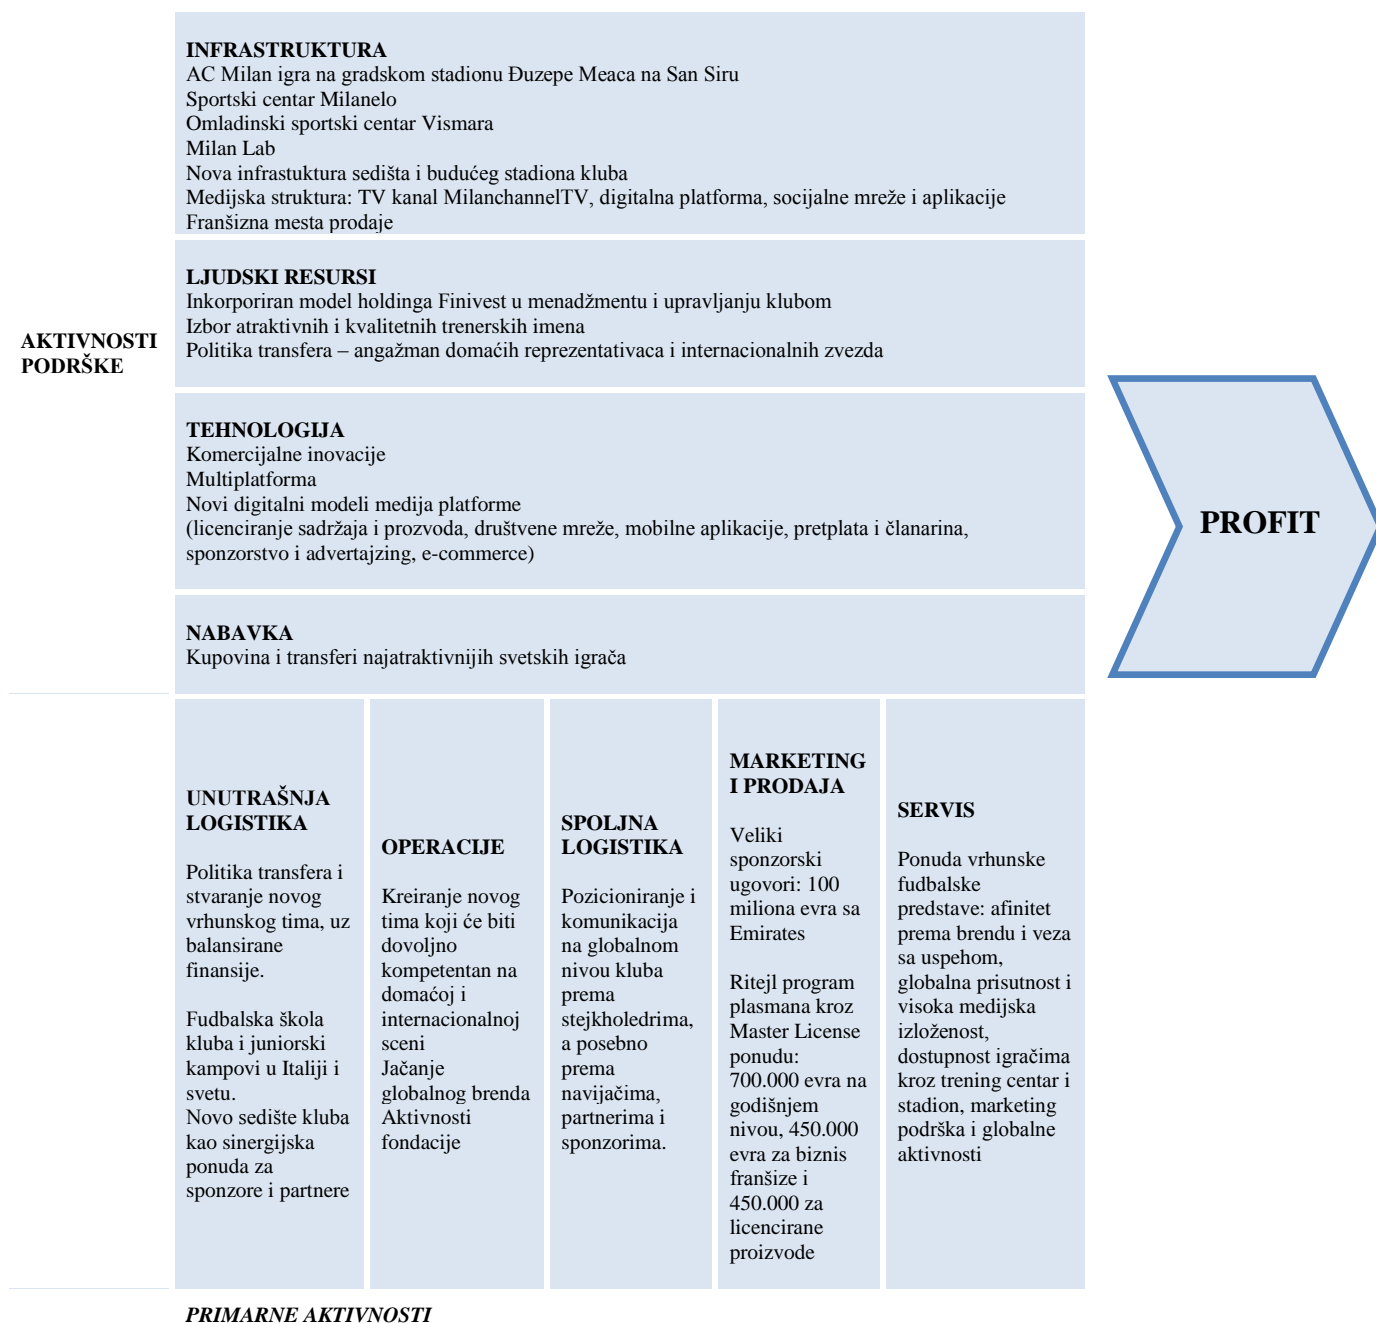 INFRASTRUKTURA
AC Milan igra na gradskom stadionu Đuzepe Meaca na San Siru
Sportski centar Milanelo
Omladinski sportski centar Vismara
Milan Lab
Nova infrastuktura sedišta i budućeg stadiona kluba
Medijska struktura: TV kanal MilanchannelTV, digitalna platforma, socijalne mreže i aplikacije
Franšizna mesta prodaje
AKTIVNOSTI
PODRŠKE
LJUDSKI RESURSI
Inkorporiran model holdinga Finivest u menadžmentu i upravljanju klubom
Izbor atraktivnih i kvalitetnih trenerskih imena
Politika transfera – angažman domaćih reprezentativaca i internacionalnih zvezda
TEHNOLOGIJA
Komercijalne inovacije
Multiplatforma
Novi digitalni modeli medija platforme
(licenciranje sadržaja i prozvoda, društvene mreže, mobilne aplikacije, pretplata i članarina,
sponzorstvo i advertajzing, e-commerce)
NABAVKA
Kupovina i transferi najatraktivnijih svetskih igrača
PROFIT
UNUTRAŠNJA
LOGISTIKA
Politika transfera i
stvaranje novog
vrhunskog tima, uz
balansirane
finansije.
Fudbalska škola
kluba i juniorski
kampovi u Italiji i
svetu.
Novo sedište kluba
kao sinergijska
ponuda za
sponzore i partnere
OPERACIJE
Kreiranje novog
tima koji će biti
dovoljno
kompetentan na
domaćoj i
internacionalnoj
sceni
Jačanje
globalnog brenda
Aktivnosti
fondacije
SPOLJNA
LOGISTIKA
Pozicioniranje i
komunikacija
na globalnom
nivou kluba
prema
stejkholedrima,
a posebno
prema
navijačima,
partnerima i
sponzorima.
MARKETING
I PRODAJA
Veliki
sponzorski
ugovori: 100
miliona evra sa
Emirates
Ritejl program
plasmana kroz
Master License
ponudu:
700.000 evra na
godišnjem
nivou, 450.000
evra za biznis
franšize i
450.000 za
licencirane
proizvode
SERVIS
Ponuda vrhunske
fudbalske
predstave: afinitet
prema brendu i veza
sa uspehom,
globalna prisutnost i
visoka medijska
izloženost,
dostupnost igračima
kroz trening centar i
stadion, marketing
podrška i globalne
aktivnosti
PRIMARNE AKTIVNOSTI